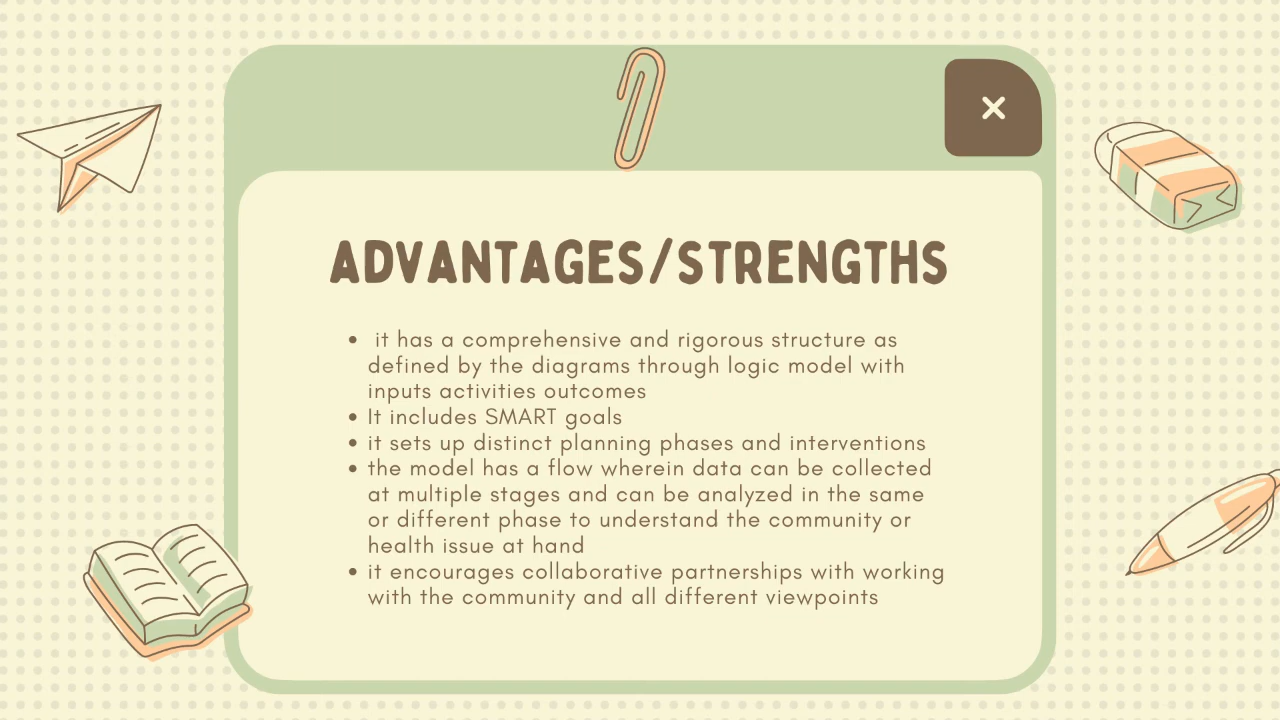 ADVANTAGES/STRENGTHS
• it has a comprehensive and rigorous structure as
defined by the diagrams through logic model with
inputs activities outcomes
• It includes SMART goals
• it sets up distinct planning phases and interventions
• the model has a flow wherein data can be collected
at multiple stages and can be analyzed in the same
or different phase to understand the community or
health issue at hand
• it encourages collaborative partnerships with working
with the community and all different viewpoints